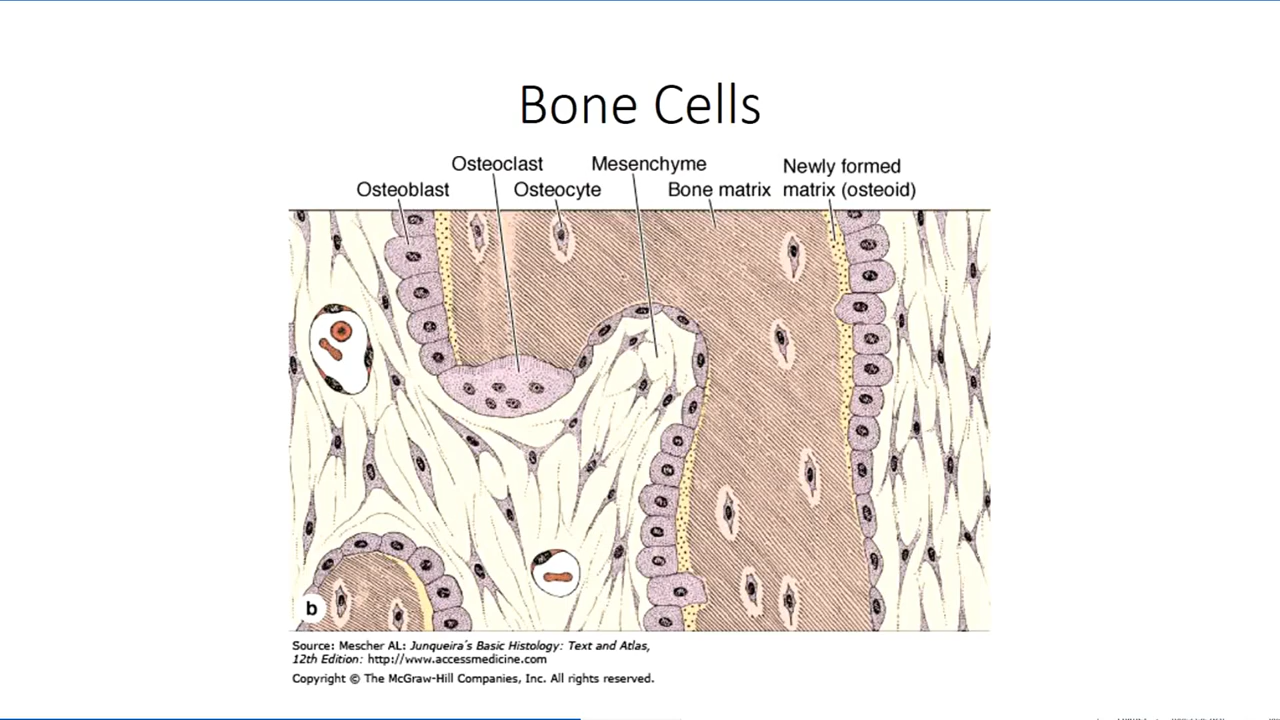 Bone Cells
Osteoclast Mesenchyme Newly formed
Osteoblast Osteocyte Bone matrix matrix (osteoid)
b
Source: Mescher AL: Junqueira's Basic Histology: Text and Atlas,
12th Edition: http://www.accessmedicine.com
Copyright © The McGraw-Hill Companies, Inc. All rights reserved.